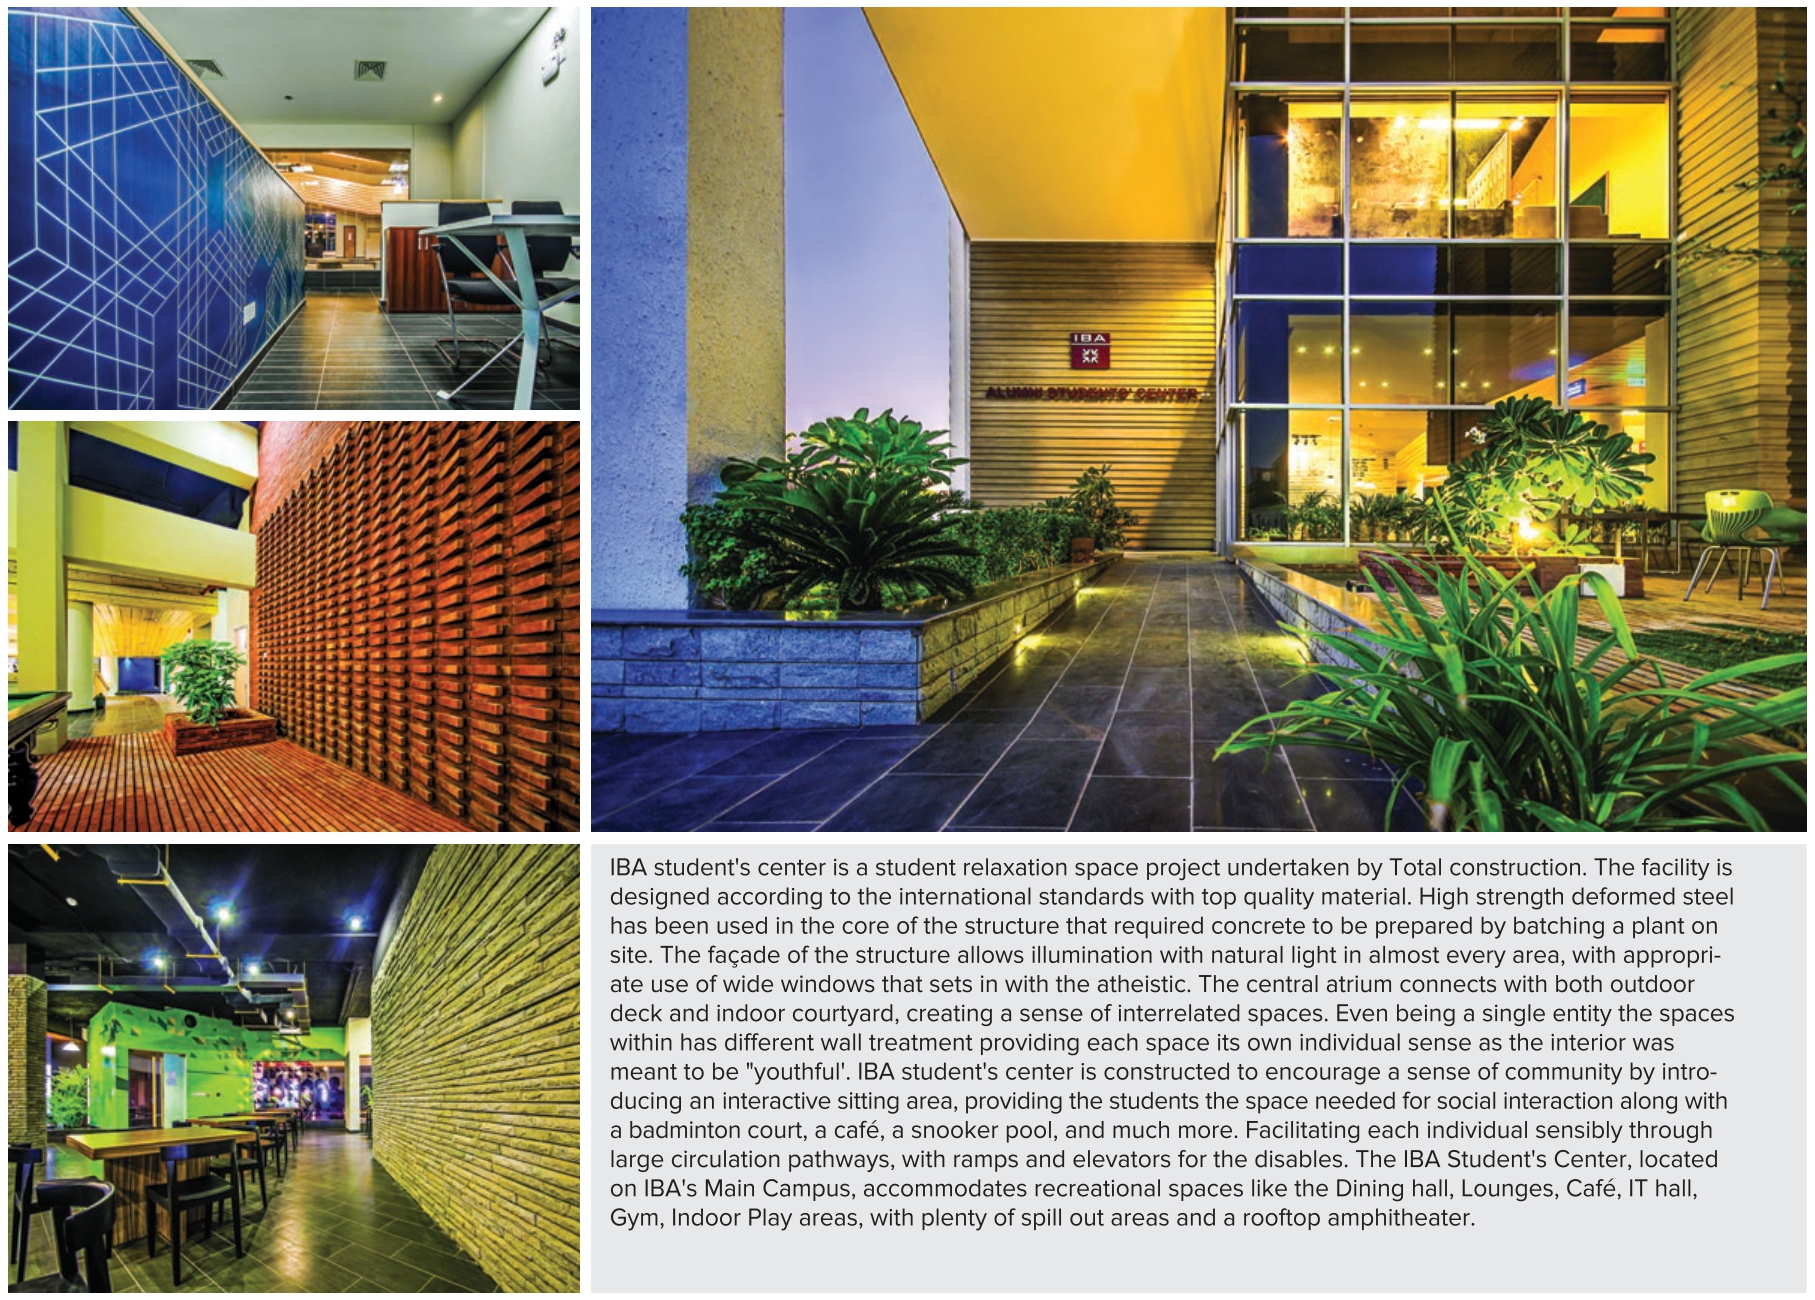 IBA
ALUMNI STUDENTS' CENTER
IBA student's center is a student relaxation space project undertaken by Total construction. The facility is
designed according to the international standards with top quality material. High strength deformed steel
has been used in the core of the structure that required concrete to be prepared by batching a plant on
site. The façade of the structure allows illumination with natural light in almost every area, with appropri-
ate use of wide windows that sets in with the atheistic. The central atrium connects with both outdoor
deck and indoor courtyard, creating a sense of interrelated spaces. Even being a single entity the spaces
within has different wall treatment providing each space its own individual sense as the interior was
meant to be "youthful'. IBA student's center is constructed to encourage a sense of community by intro-
ducing an interactive sitting area, providing the students the space needed for social interaction along with
a badminton court, a café, a snooker pool, and much more. Facilitating each individual sensibly through
large circulation pathways, with ramps and elevators for the disables. The IBA Student's Center, located
on IBA's Main Campus, accommodates recreational spaces like the Dining hall, Lounges, Café, IT hall,
Gym, Indoor Play areas, with plenty of spill out areas and a rooftop amphitheater.